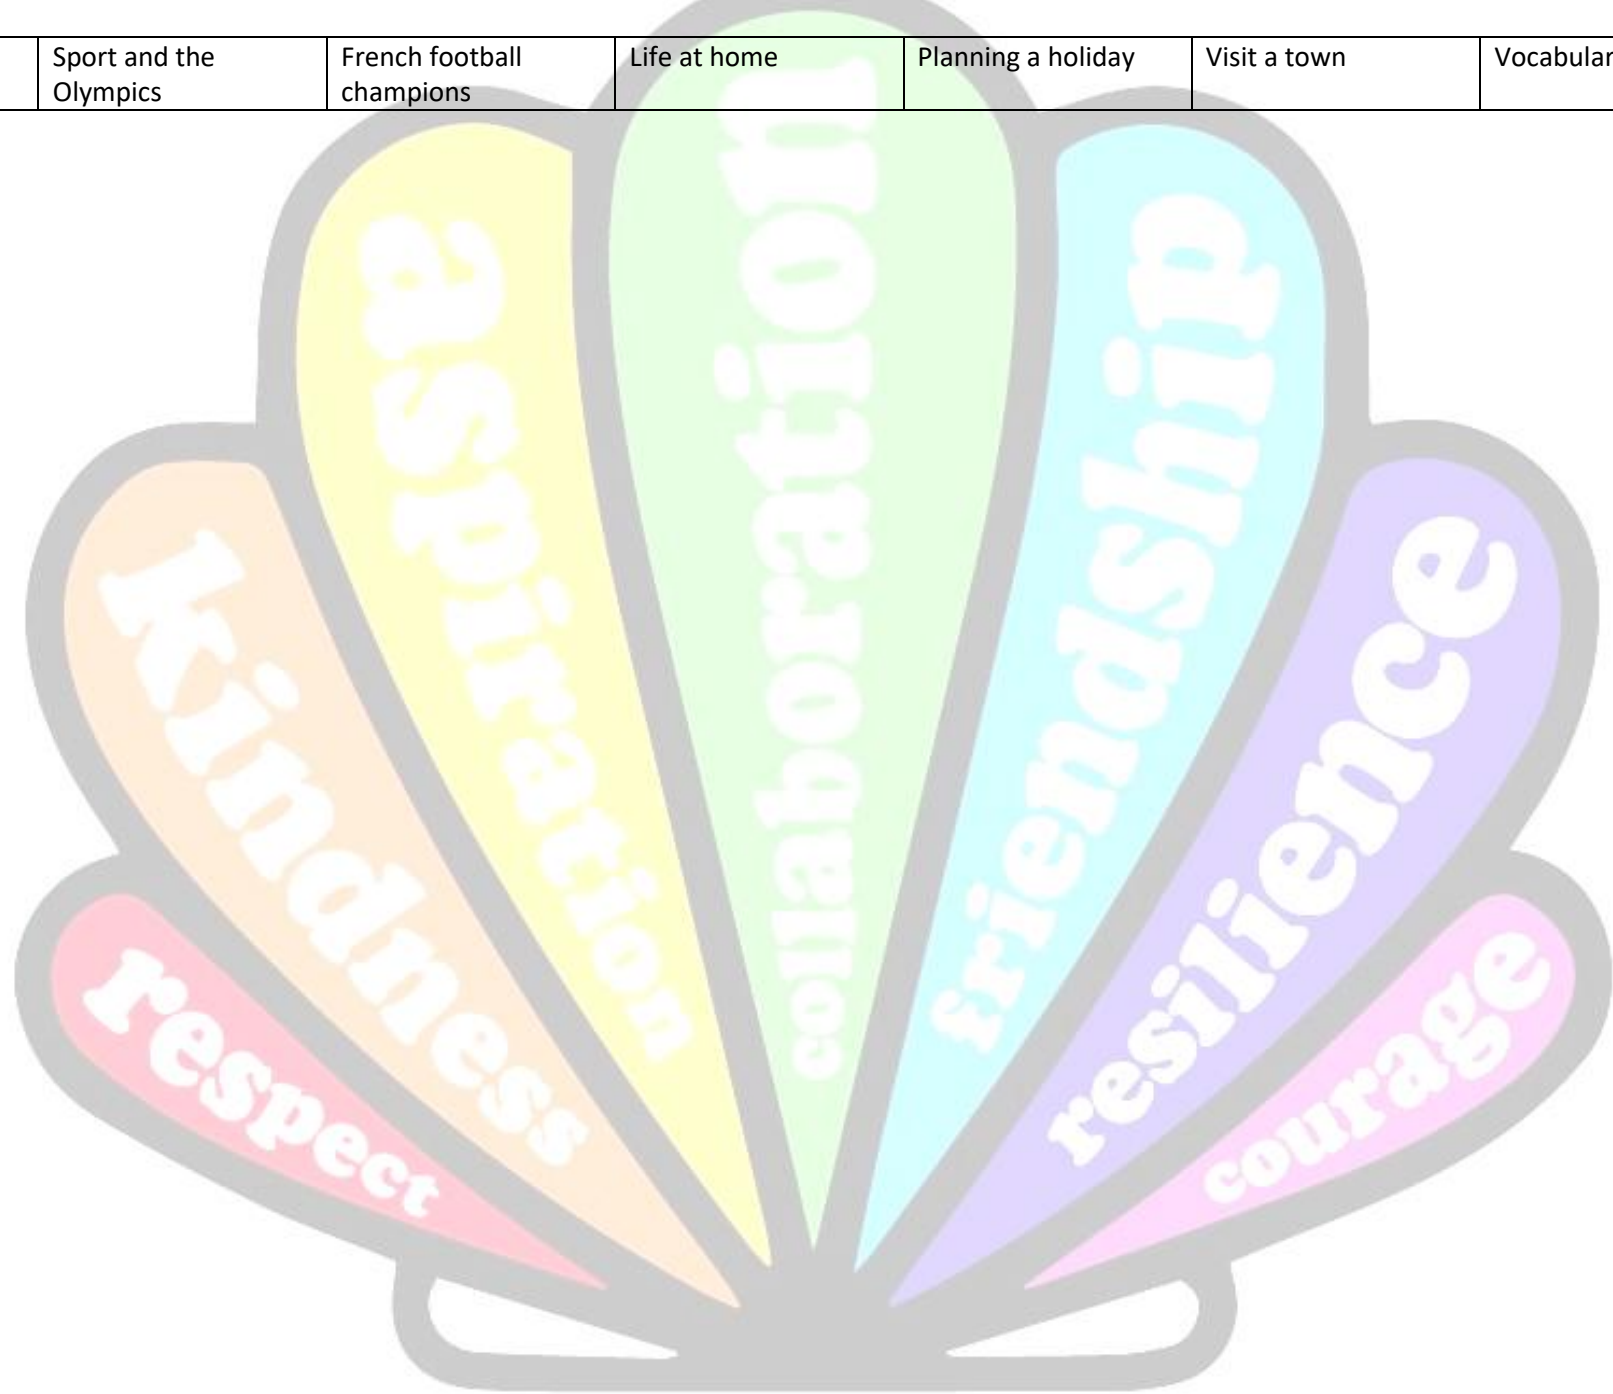 Sport and the
Olympics
French football
champions
Life at home
Planning a holiday
Visit a town
respect
kindness
aspiration
collaboration
friendship
resilience
courage